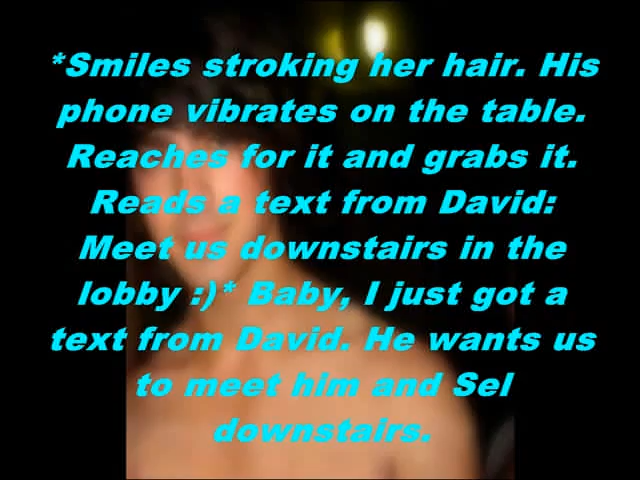 *Smiles stroking her hair. His
phone vibrates on the table.
Reaches for it and grabs it.
Reads a text from David:
Meet us downstairs in the
lobby :)* Baby, I just got a
text from David. He wants us
to meet him and Sel
downstairs.